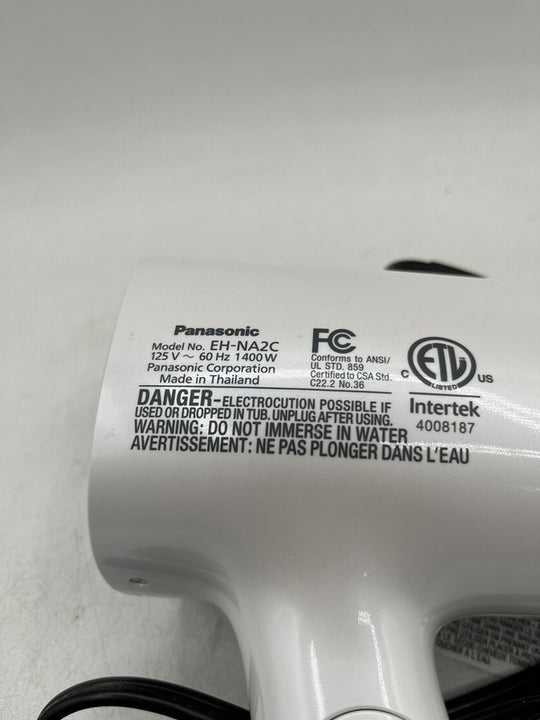 Panasonic
Model No. EH-NA2C
125 V ~ 60 Hz 1400 W
Panasonic Corporation
Made in Thailand
FC
Conforms to ANSI/
UL STD. 859
Certified to CSA Std.
C22.2 No.36
C ETL US
LISTED
Intertek
4008187
DANGER-ELECTROCUTION POSSIBLE IF
USED OR DROPPED IN TUB. UNPLUG AFTER USING.
WARNING: DO NOT IMMERSE IN WATER
AVERTISSEMENT: NE PAS PLONGER DANS L'EAU